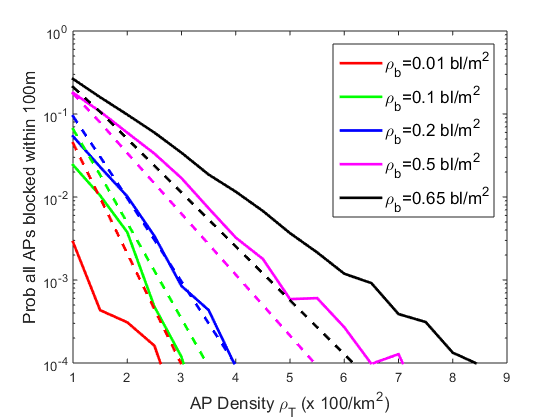 10^0
10^-1
10^-2
10^-3
10^-4
Prob all APs blocked within 100m
ρ_b=0.01 bl/m^2
ρ_b=0.1 bl/m^2
ρ_b=0.2 bl/m^2
ρ_b=0.5 bl/m^2
ρ_b=0.65 bl/m^2
1 2 3 4 5 6 7 8 9
AP Density ρ_T (x 100/km^2)